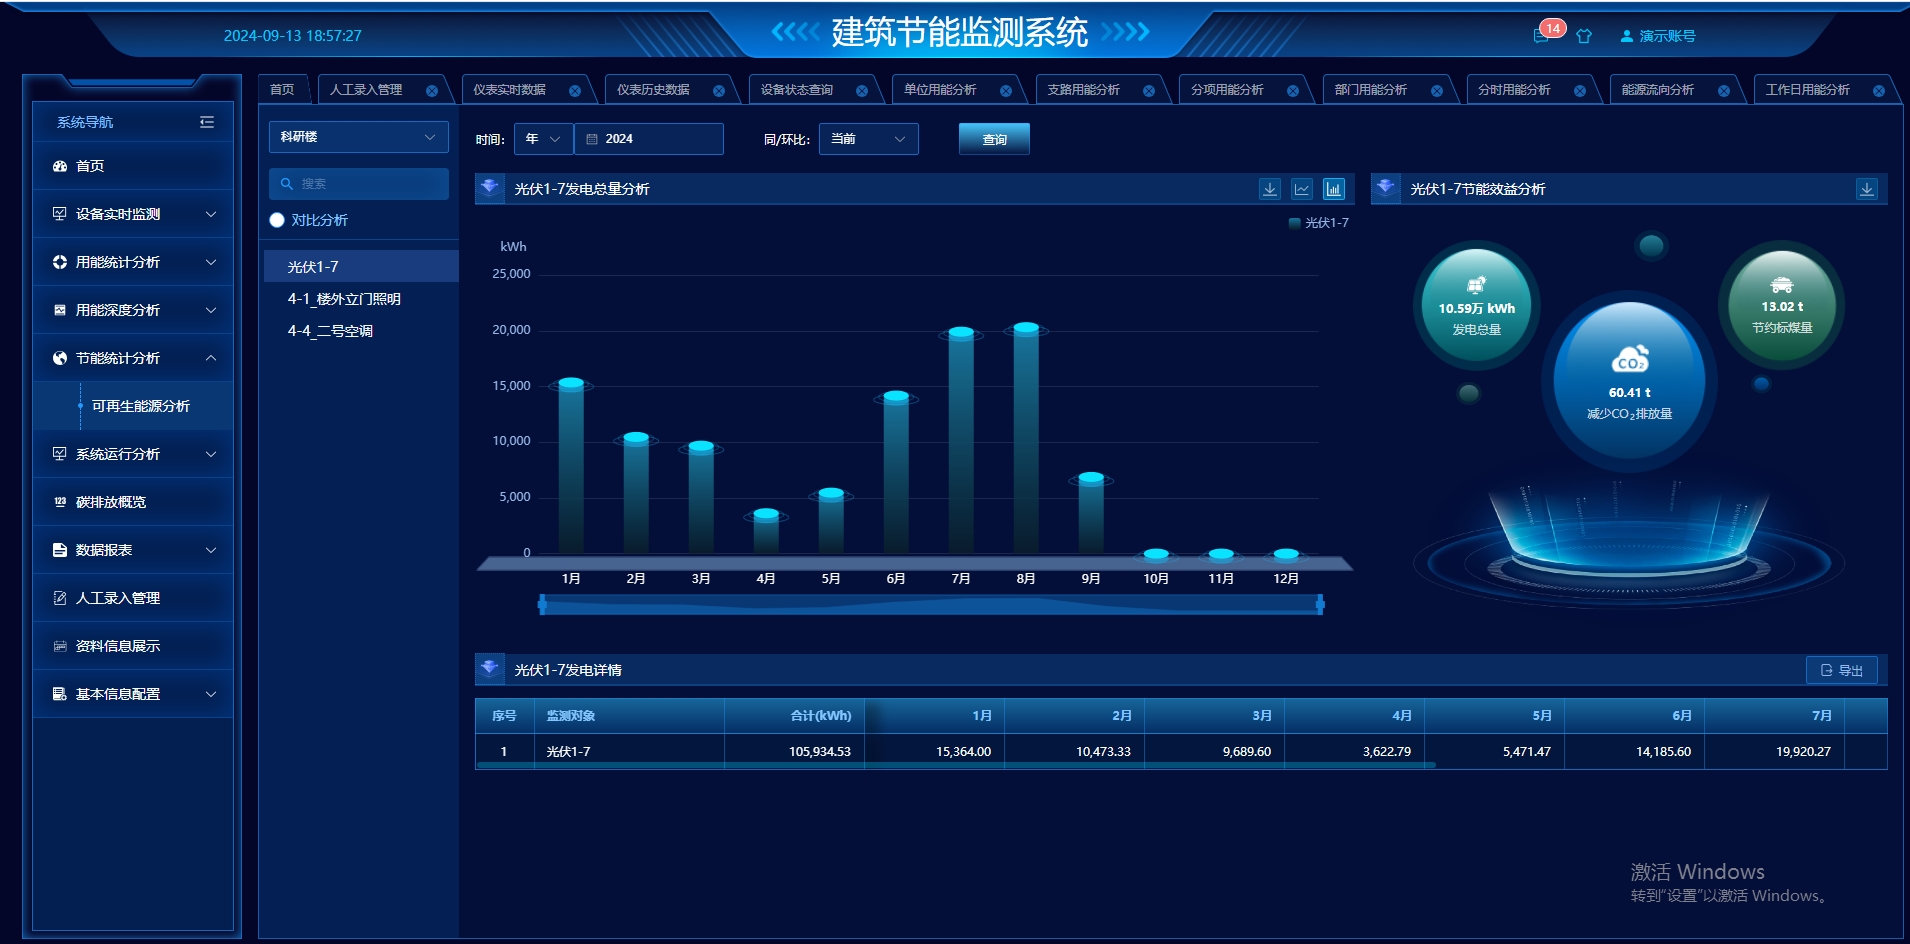 2024-09-13 18:57:27
建筑节能监测系统
14
演示账号
系统导航
首页
设备实时监测
用能统计分析
用能深度分析
节能统计分析
可再生能源分析
系统运行分析
123 碳排放概览
数据报表
人工录入管理
资料信息展示
基本信息配置
首页 人工录入管理 仪表实时数据 仪表历史数据 设备状态查询 单位用能分析 支路用能分析 分项用能分析 部门用能分析 分时用能分析 能源流向分析 工作日用能分析
科研楼
搜索
对比分析
光伏1-7
4-1_楼外立门照明
4-4_二号空调
时间: 年 2024 同/环比: 当前 查询
光伏1-7发电总量分析
光伏1-7
kWh
25,000
20,000
15,000
10,000
5,000
0
1月 2月 3月 4月 5月 6月 7月 8月 9月 10月 11月 12月
光伏1-7节能效益分析
10.59万 kWh
发电总量
CO₂
60.41 t
减少CO₂排放量
13.02 t
节约标煤量
光伏1-7发电详情
导出
序号 监测对象 合计(kWh) 1月 2月 3月 4月 5月 6月 7月
1 光伏1-7 105,934.53 15,364.00 10,473.33 9,689.60 3,622.79 5,471.47 14,185.60 19,920.27
激活 Windows
转到"设置"以激活 Windows。